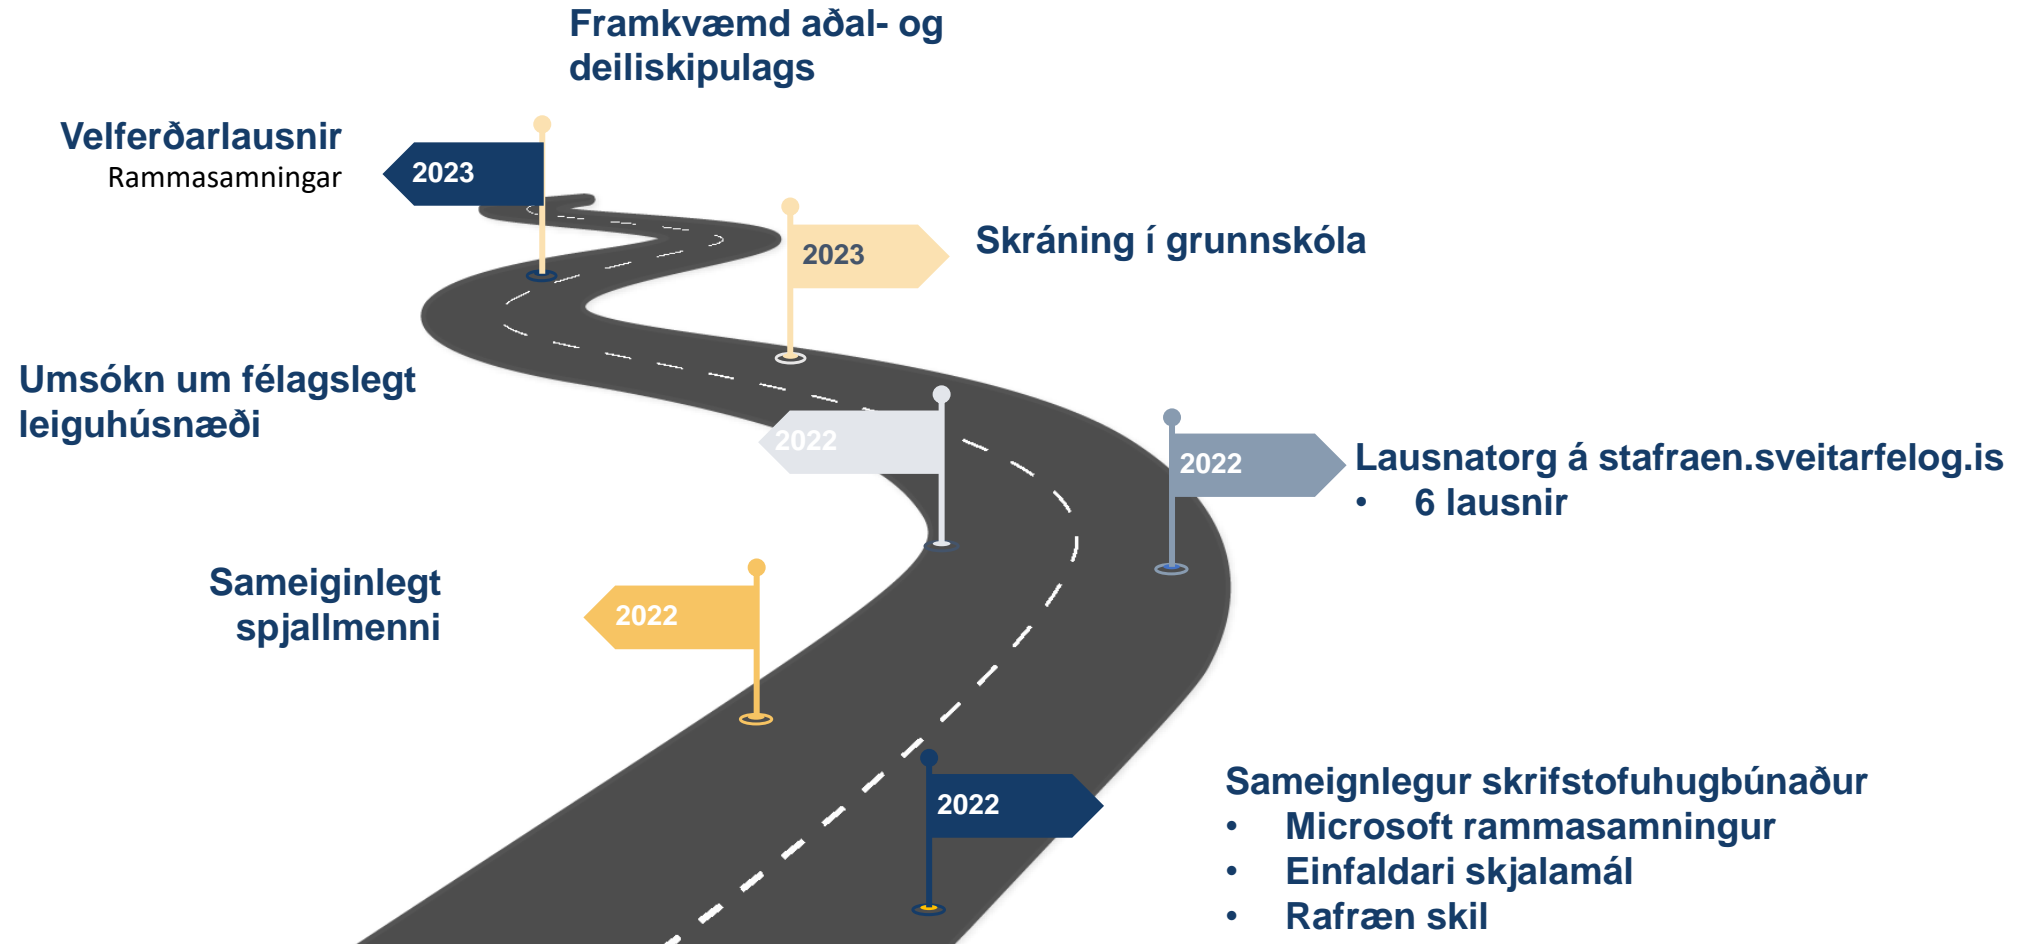 Framkvæmd aðal- og
deiliskipulags
Velferðarlausnir
Rammasamningar
2023
2023
Skráning í grunnskóla
Umsókn um félagslegt
leiguhúsnæði
2022
2022
Lausnatorg á stafraen.sveitarfelog.is
• 6 lausnir
Sameiginlegt
spjallmenni
2022
2022
Sameignlegur skrifstofuhugbúnaður
• Microsoft rammasamningur
• Einfaldari skjalamál
• Rafræn skil